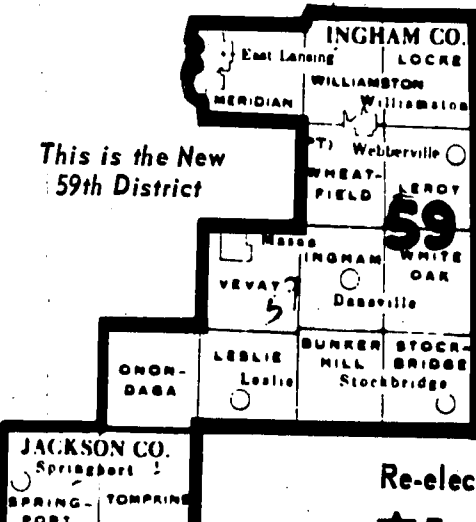 INGHAM CO.
East Lansing
LOCKE
WILLIAMSTON
MERIDIAN
Williamston
PT)
Webberville
This is the New
59th District
WHEAT-
FIELD
LEROY
59
Mason
INGHAM
WHITE
OAK
VEVAY
Dansville
LESLIE
Leslie
BUNKER
HILL
STOCK-
BRIDGE
Stockbridge
ONON-
DAGA
JACKSON CO.
Springport
SPRING-
PORT
TOMPKINS
Re-elec